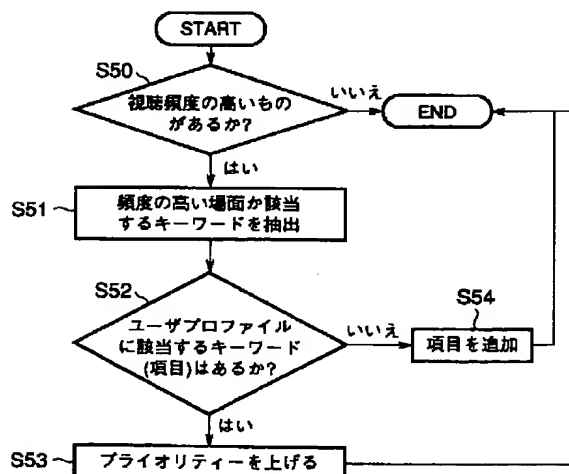 START
S50
視聴頻度の高いもの
があるか?
いいえ
END
はい
S51
頻度の高い場面か該当
するキーワードを抽出
S52
ユーザプロファイル
に該当するキーワード
(項目)はあるか?
いいえ
S54
項目を追加
はい
S53
プライオリティーを上げる